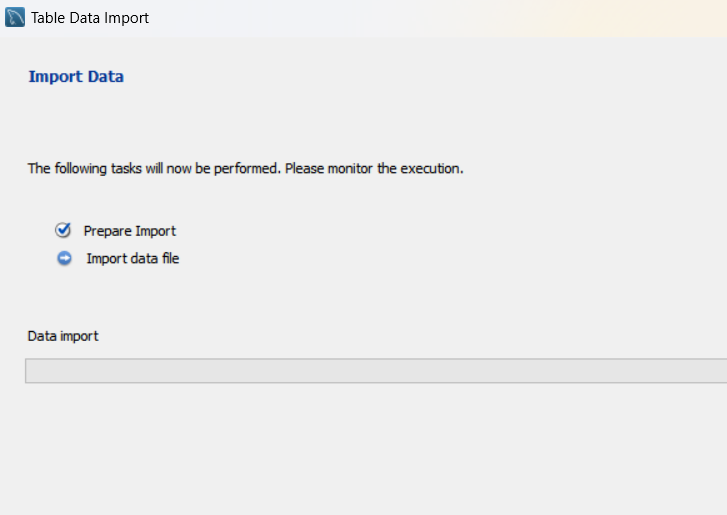 Table Data Import
Import Data
The following tasks will now be performed. Please monitor the execution.
Prepare Import
Import data file
Data import